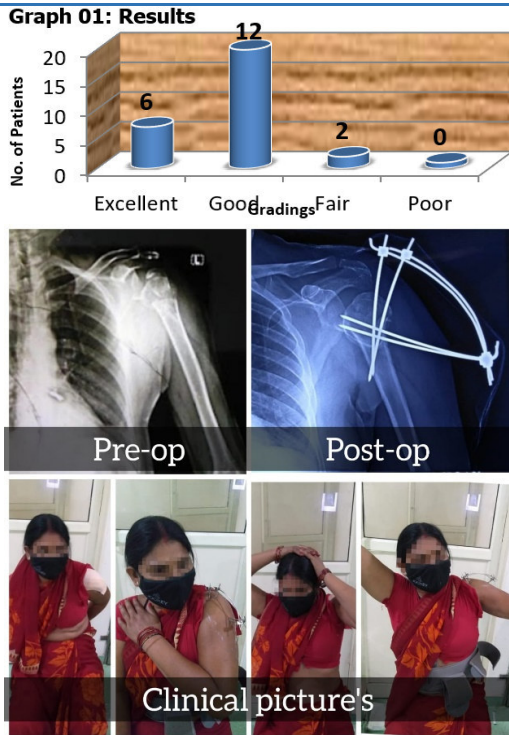 Graph 01: Results
No. of Patients
20
15
10
5
0
6
12
2
0
Excellent
Good
Fair
Poor
Gradings
L
Pre-op
Post-op
Clinical picture's